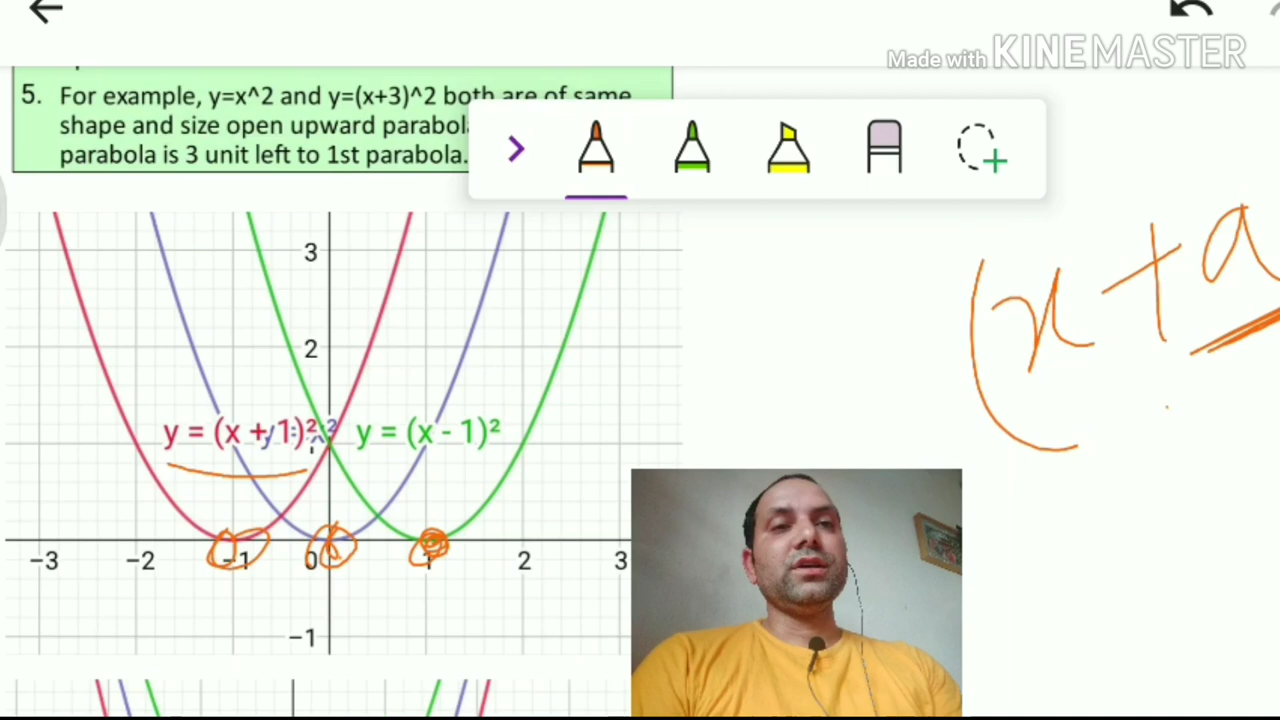 Made with KINEMASTER
5. For example, y=x^2 and y=(x+3)^2 both are of same
shape and size open upward
parabola is 3 unit left to 1st parabola.
3
2
y = (x + 1)²
y = (x - 1)²
-3 -2 -1 0 1 2 3
-1
(x + a